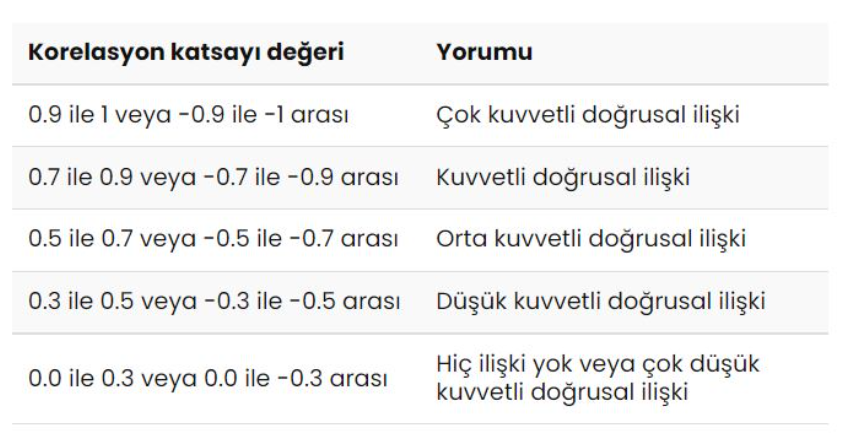 Korelasyon katsayı değeri Yorumu
0.9 ile 1 veya -0.9 ile -1 arası Çok kuvvetli doğrusal ilişki
0.7 ile 0.9 veya -0.7 ile -0.9 arası Kuvvetli doğrusal ilişki
0.5 ile 0.7 veya -0.5 ile -0.7 arası Orta kuvvetli doğrusal ilişki
0.3 ile 0.5 veya -0.3 ile -0.5 arası Düşük kuvvetli doğrusal ilişki
0.0 ile 0.3 veya 0.0 ile -0.3 arası Hiç ilişki yok veya çok düşük
kuvvetli doğrusal ilişki